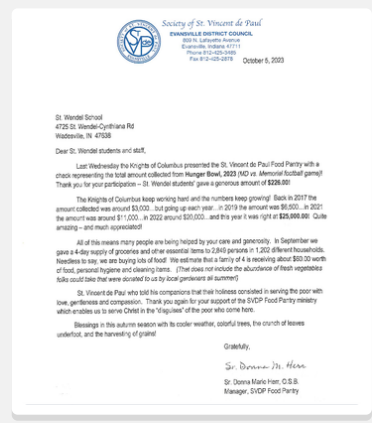 Society of St. Vincent de Paul
EVANSVILLE DISTRICT COUNCIL
809 N. Lafayette Avenue
Evansville, Indiana 47711
Phone 812-425-3485
Fax 812-425-2878
October 5, 2023
St. Wendel School
4725 St. Wendel-Cynthiana Rd
Wadesville, IN 47638
Dear St. Wendel students and staff,
Last Wednesday the Knights of Columbus presented the St. Vincent de Paul Food Pantry with a
check representing the total amount collected from Hunger Bowl, 2023 (MD vs. Memorial football game)!
Thank you for your participation – St. Wendel students' gave a generous amount of $226.00!
The Knights of Columbus keep working hard and the numbers keep growing! Back in 2017 the
amount collected was around $3,000...but going up each year...in 2019 the amount was $6,500...in 2021
the amount was around $11,000...in 2022 around $20,000...and this year it was right at $25,000.00! Quite
amazing – and much appreciated!
All of this means many people are being helped by your care and generosity. In September we
gave a 4-day supply of groceries and other essential items to 2,849 persons in 1,202 different households.
Needless to say, we are buying lots of food! We estimate that a family of 4 is receiving about $60.00 worth
of food, personal hygiene and cleaning items. (That does not include the abundance of fresh vegetables
folks could take that were donated to us by local gardeners all summer!)
St. Vincent de Paul who told his companions that their holiness consisted in serving the poor with
love, gentleness and compassion. Thank you again for your support of the SVDP Food Pantry ministry
which enables us to serve Christ in the "disguises" of the poor who come here.
Blessings in this autumn season with its cooler weather, colorful trees, the crunch of leaves
underfoot, and the harvesting of grains!
Gratefully,
Sr. Donna M. Herr
Sr. Donna Marie Herr, O.S.B.
Manager, SVDP Food Pantry